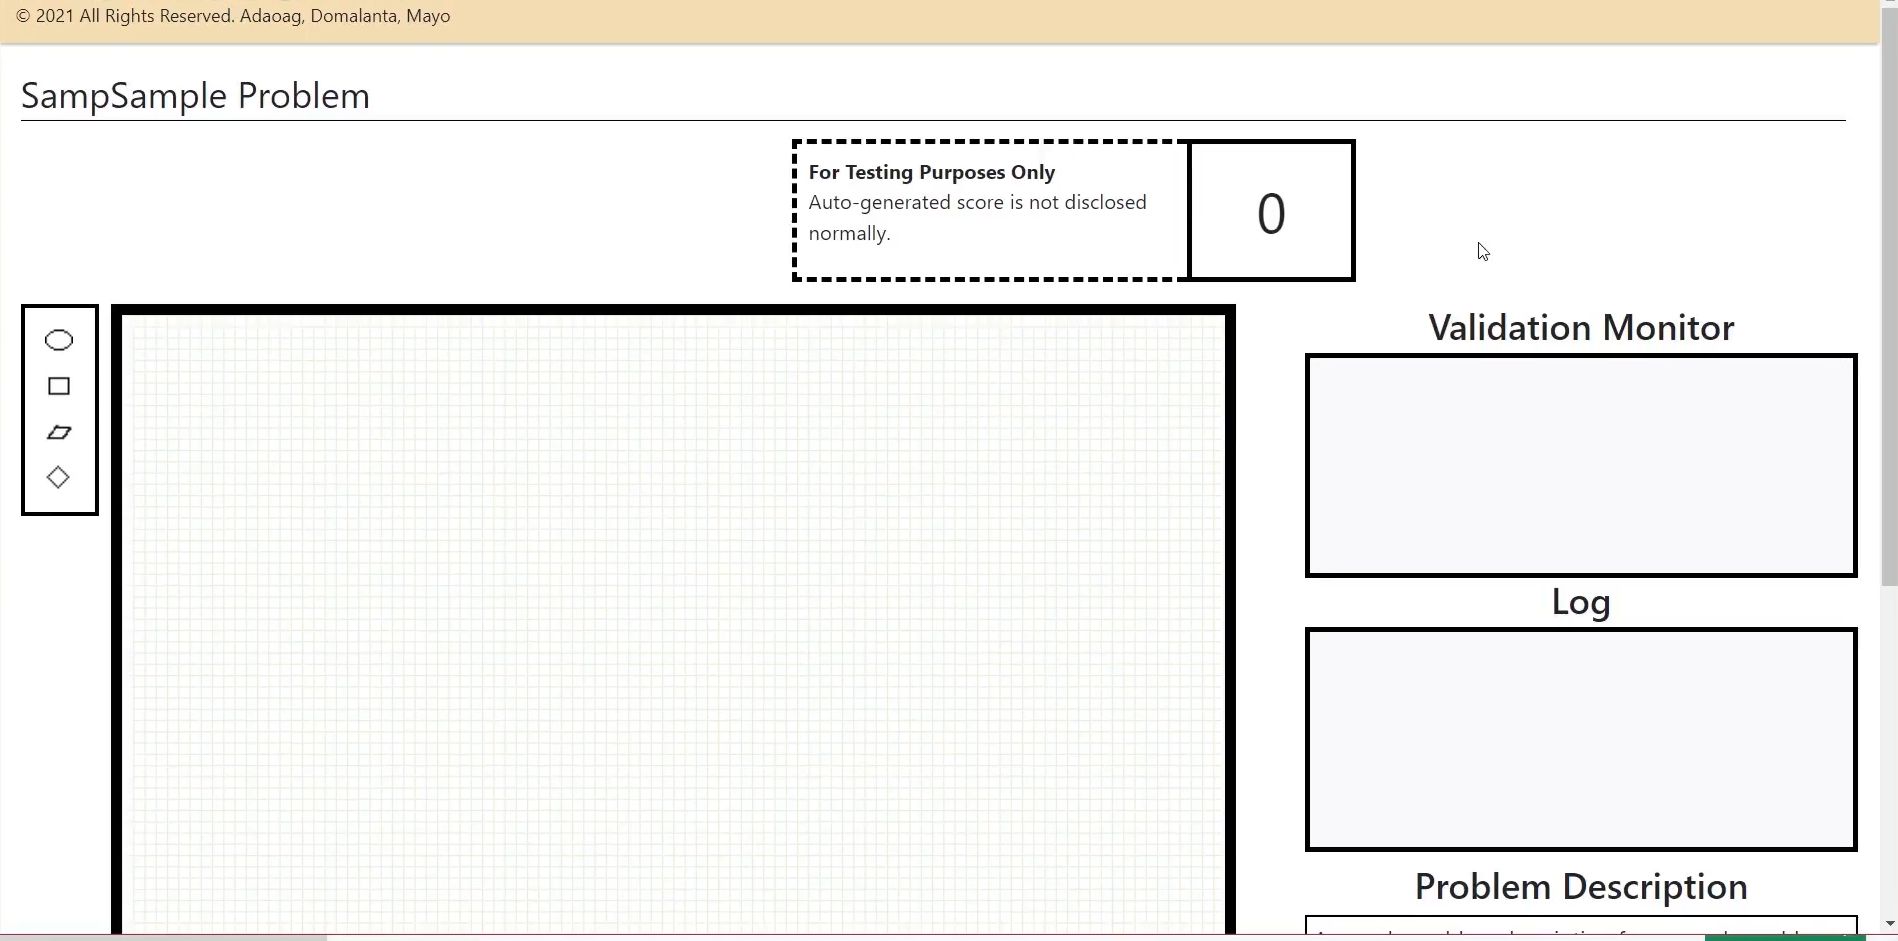 © 2021 All Rights Reserved. Adaoag, Domalanta, Mayo
SampSample Problem
For Testing Purposes Only
Auto-generated score is not disclosed
normally.
0
Validation Monitor
Log
Problem Description